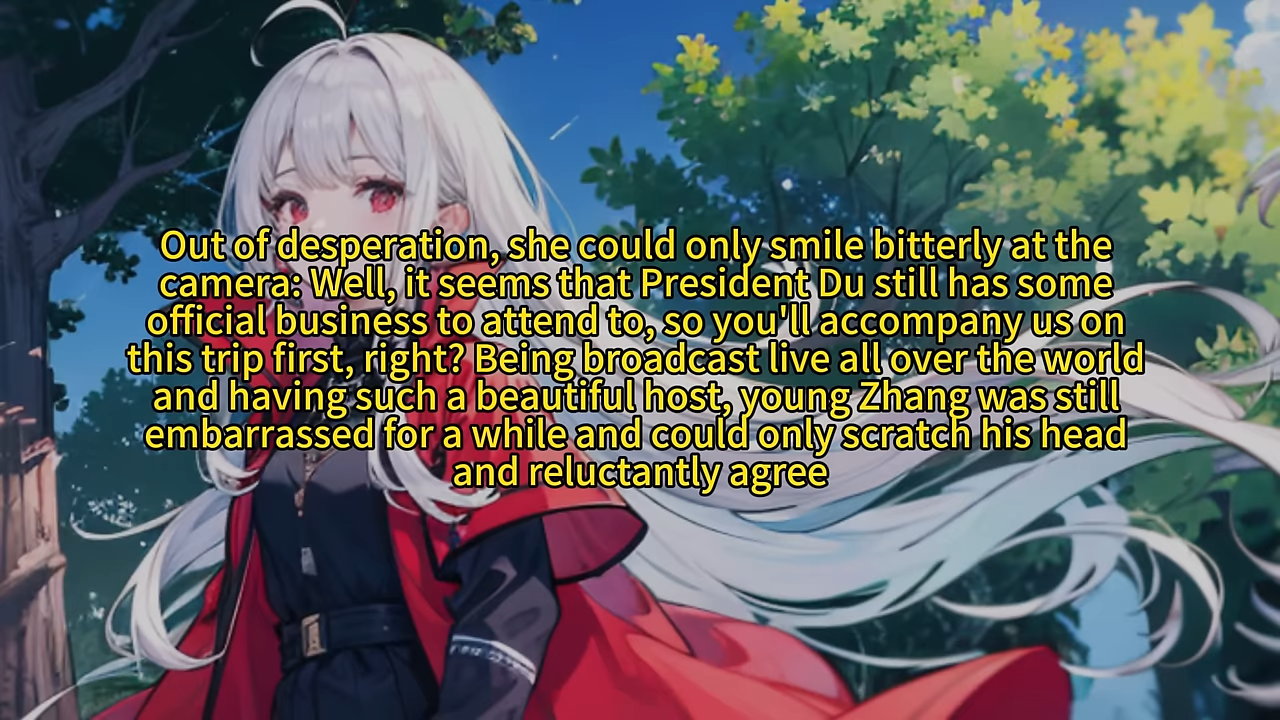 Out of desperation, she could only smile bitterly at the
camera: Well, it seems that President Du still has some
official business to attend to, so you'll accompany us on
this trip first, right? Being broadcast live all over the world
and having such a beautiful host, young Zhang was still
embarrassed for a while and could only scratch his head
and reluctantly agree